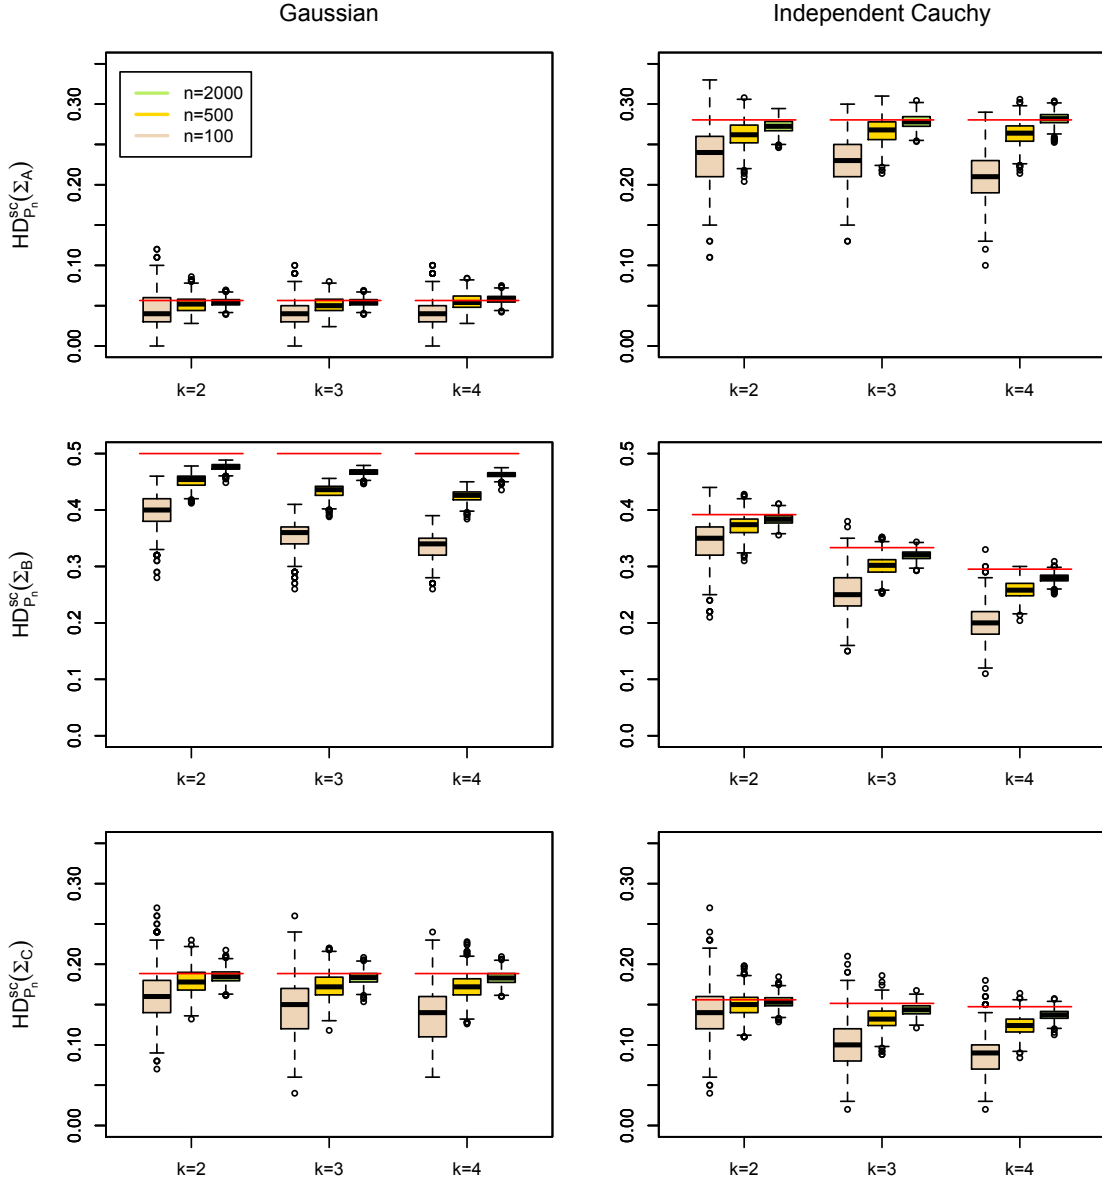 Gaussian
Independent Cauchy
HD^sc_Pn(Σ_A)
0.00 0.10 0.20 0.30
n=2000
n=500
n=100
k=2 k=3 k=4
0.00 0.10 0.20 0.30
k=2 k=3 k=4
HD^sc_Pn(Σ_B)
0.0 0.1 0.2 0.3 0.4 0.5
k=2 k=3 k=4
0.0 0.1 0.2 0.3 0.4 0.5
k=2 k=3 k=4
HD^sc_Pn(Σ_C)
0.00 0.10 0.20 0.30
k=2 k=3 k=4
0.00 0.10 0.20 0.30
k=2 k=3 k=4